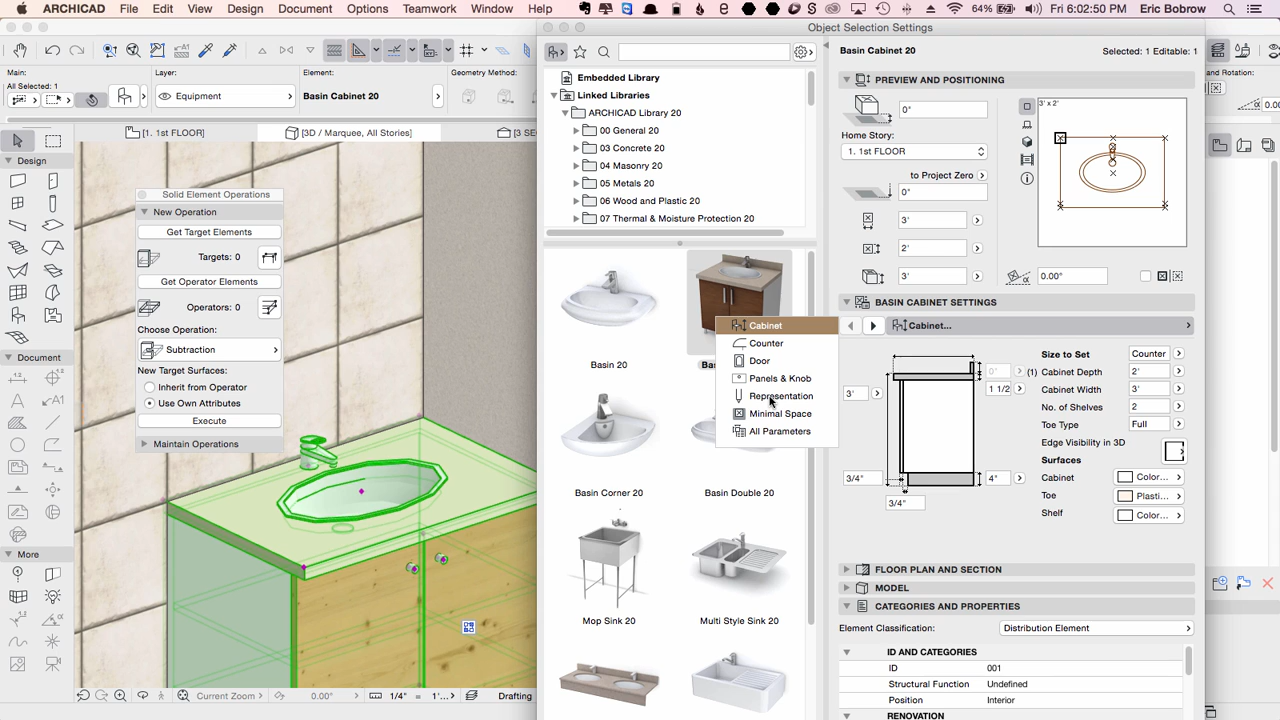 ARCHICAD File Edit View Design Document Options Teamwork Window Help 64% Fri 6:02:50 PM Eric Bobrow
Object Selection Settings
Main:
All Selected: 1
Layer:
Equipment
Element:
Basin Cabinet 20
Geometry Method:
and Rotation:
0.00
[1. 1st FLOOR]
[3D / Marquee, All Stories]
[3 SE
Design
Document
More
Solid Element Operations
New Operation
Get Target Elements
Targets: 0
Get Operator Elements
Operators: 0
Choose Operation:
Subtraction
New Target Surfaces:
Inherit from Operator
Use Own Attributes
Execute
Maintain Operations
Current Zoom
0.00°
1/4" = 1'...
Drafting
Embedded Library
Linked Libraries
ARCHICAD Library 20
00 General 20
03 Concrete 20
04 Masonry 20
05 Metals 20
06 Wood and Plastic 20
07 Thermal & Moisture Protection 20
Basin 20
Bas
Basin Corner 20
Basin Double 20
Mop Sink 20
Multi Style Sink 20
Cabinet
Counter
Door
Panels & Knob
Representation
Minimal Space
All Parameters
Basin Cabinet 20
Selected: 1 Editable: 1
PREVIEW AND POSITIONING
0"
Home Story:
1. 1st FLOOR
to Project Zero
0"
3'
2'
3'
3' x 2'
0.00°
BASIN CABINET SETTINGS
Cabinet...
3'
0"
(1)
1 1/2
3/4"
4"
3/4"
Size to Set Counter
Cabinet Depth 2'
Cabinet Width 3'
No. of Shelves 2
Toe Type Full
Edge Visibility in 3D
Surfaces
Cabinet Color...
Toe Plasti...
Shelf Color...
FLOOR PLAN AND SECTION
MODEL
CATEGORIES AND PROPERTIES
Element Classification: Distribution Element
ID AND CATEGORIES
ID 001
Structural Function Undefined
Position Interior
RENOVATION